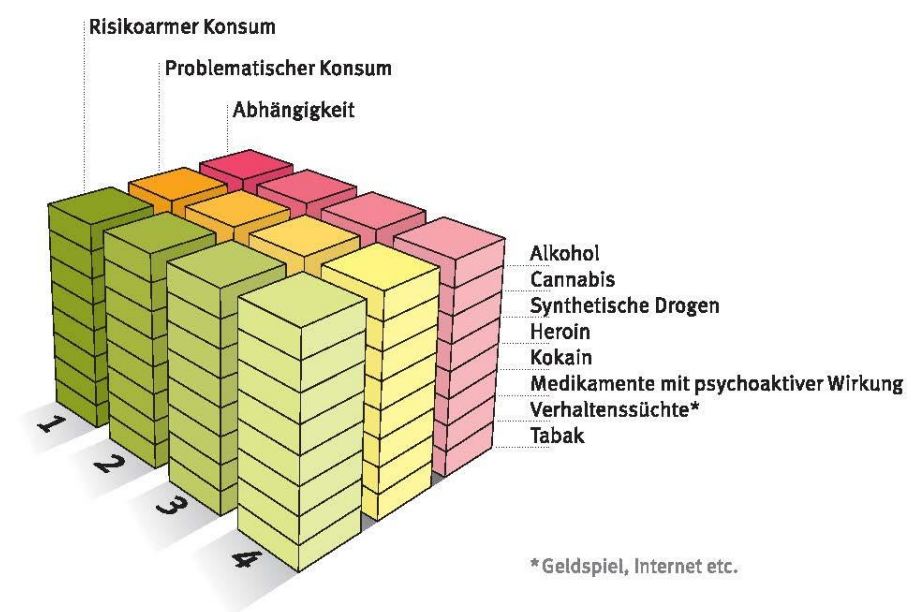 Risikoarmer Konsum
Problematischer Konsum
Abhängigkeit
Alkohol
Cannabis
Synthetische Drogen
Heroin
Kokain
Medikamente mit psychoaktiver Wirkung
Verhaltenssüchte*
Tabak
1
2
3
4
*Geldspiel, Internet etc.